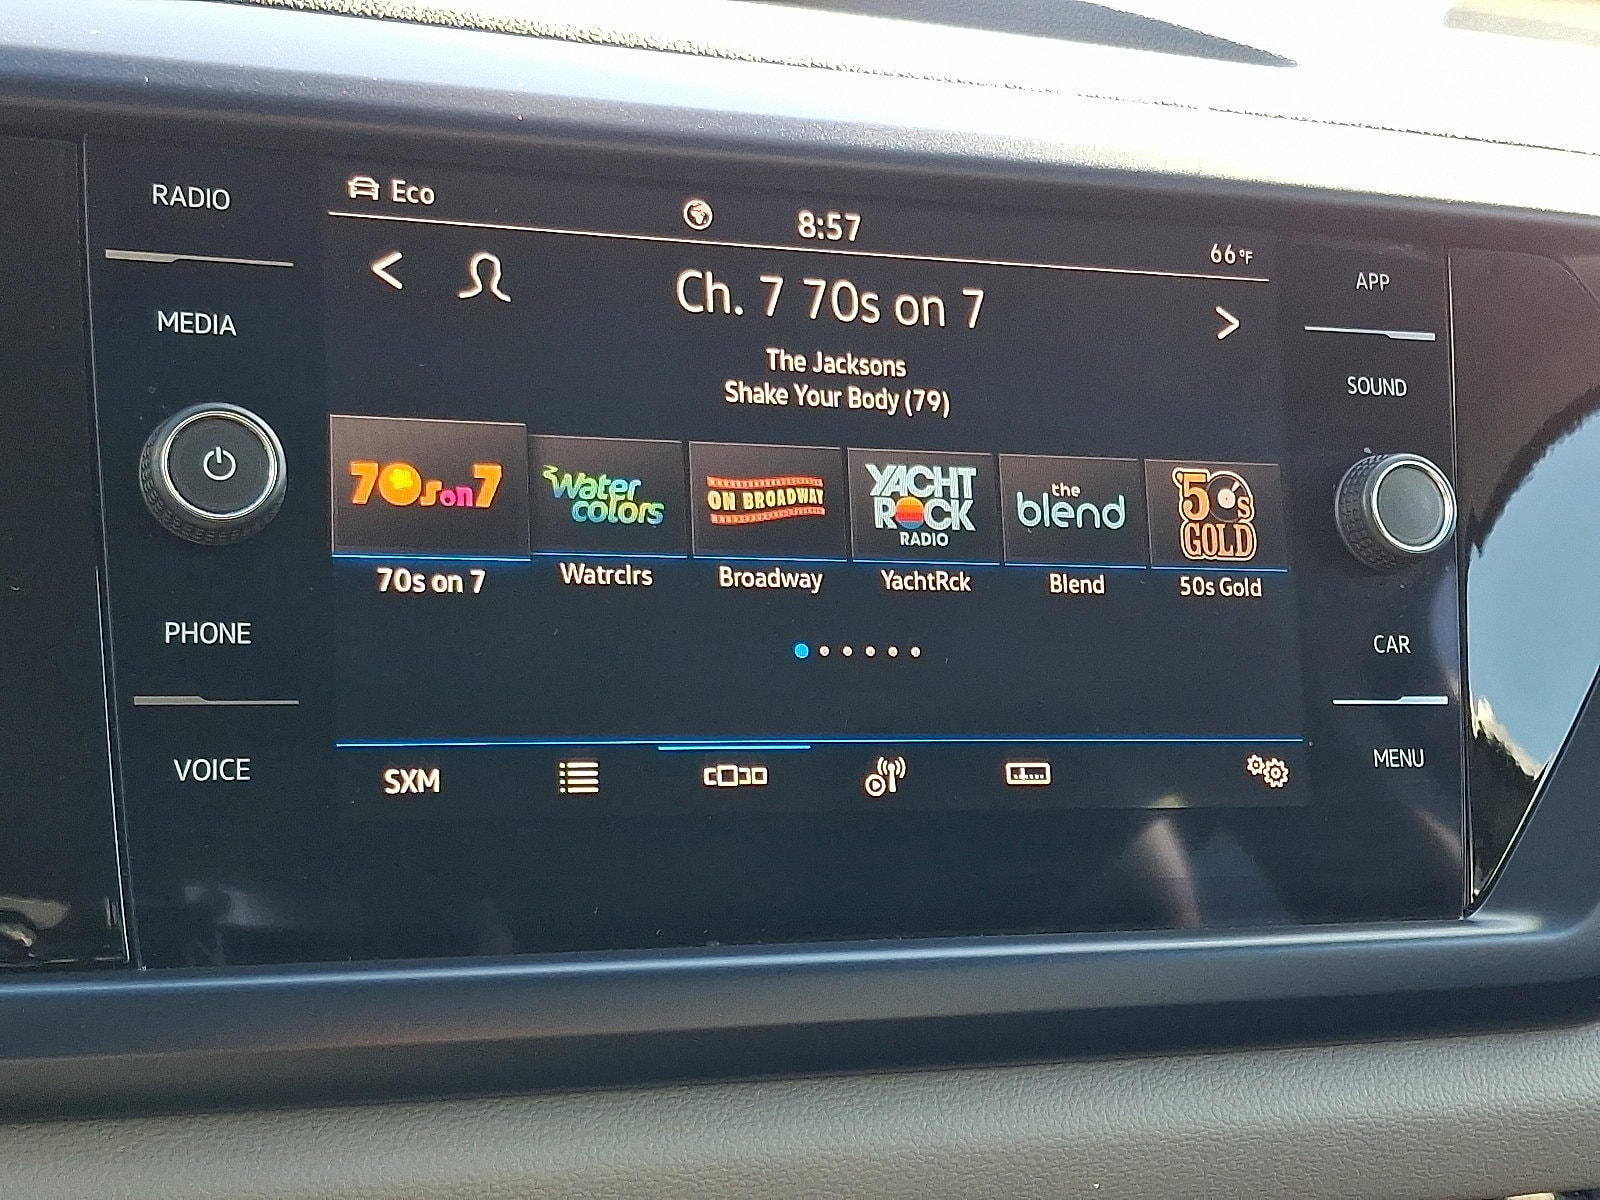 RADIO
MEDIA
PHONE
VOICE
Eco
8:57
66°F
Ch. 7 70s on 7
The Jacksons
Shake Your Body (79)
70s on 7
Water
colors
ON BROADWAY
YACHT
ROCK
RADIO
the
blend
50's
GOLD
70s on 7
Watrclrs
Broadway
YachtRck
Blend
50s Gold
SXM
APP
SOUND
CAR
MENU